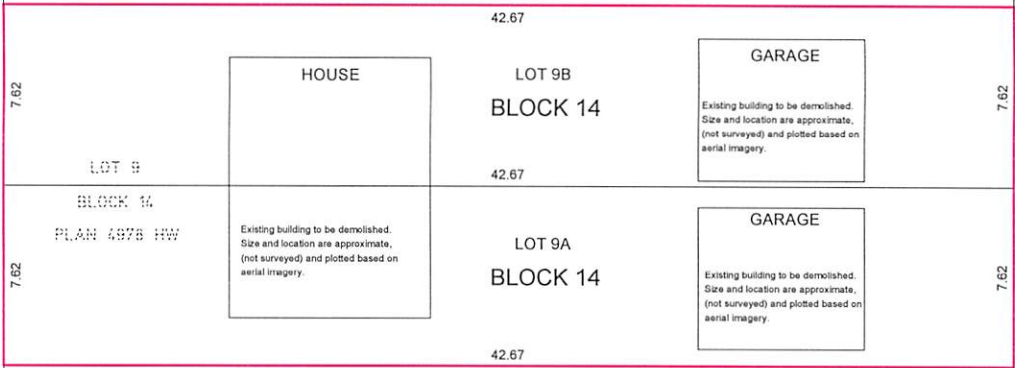 42.67
HOUSE
LOT 9B
BLOCK 14
GARAGE
Existing building to be demolished.
Size and location are approximate,
(not surveyed) and plotted based on
aerial imagery.
7.62
7.62
42.67
LOT 9
BLOCK 14
PLAN 4978 HW
Existing building to be demolished.
Size and location are approximate,
(not surveyed) and plotted based on
aerial imagery.
LOT 9A
BLOCK 14
GARAGE
Existing building to be demolished.
Size and location are approximate,
(not surveyed) and plotted based on
aerial imagery.
7.62
7.62
42.67